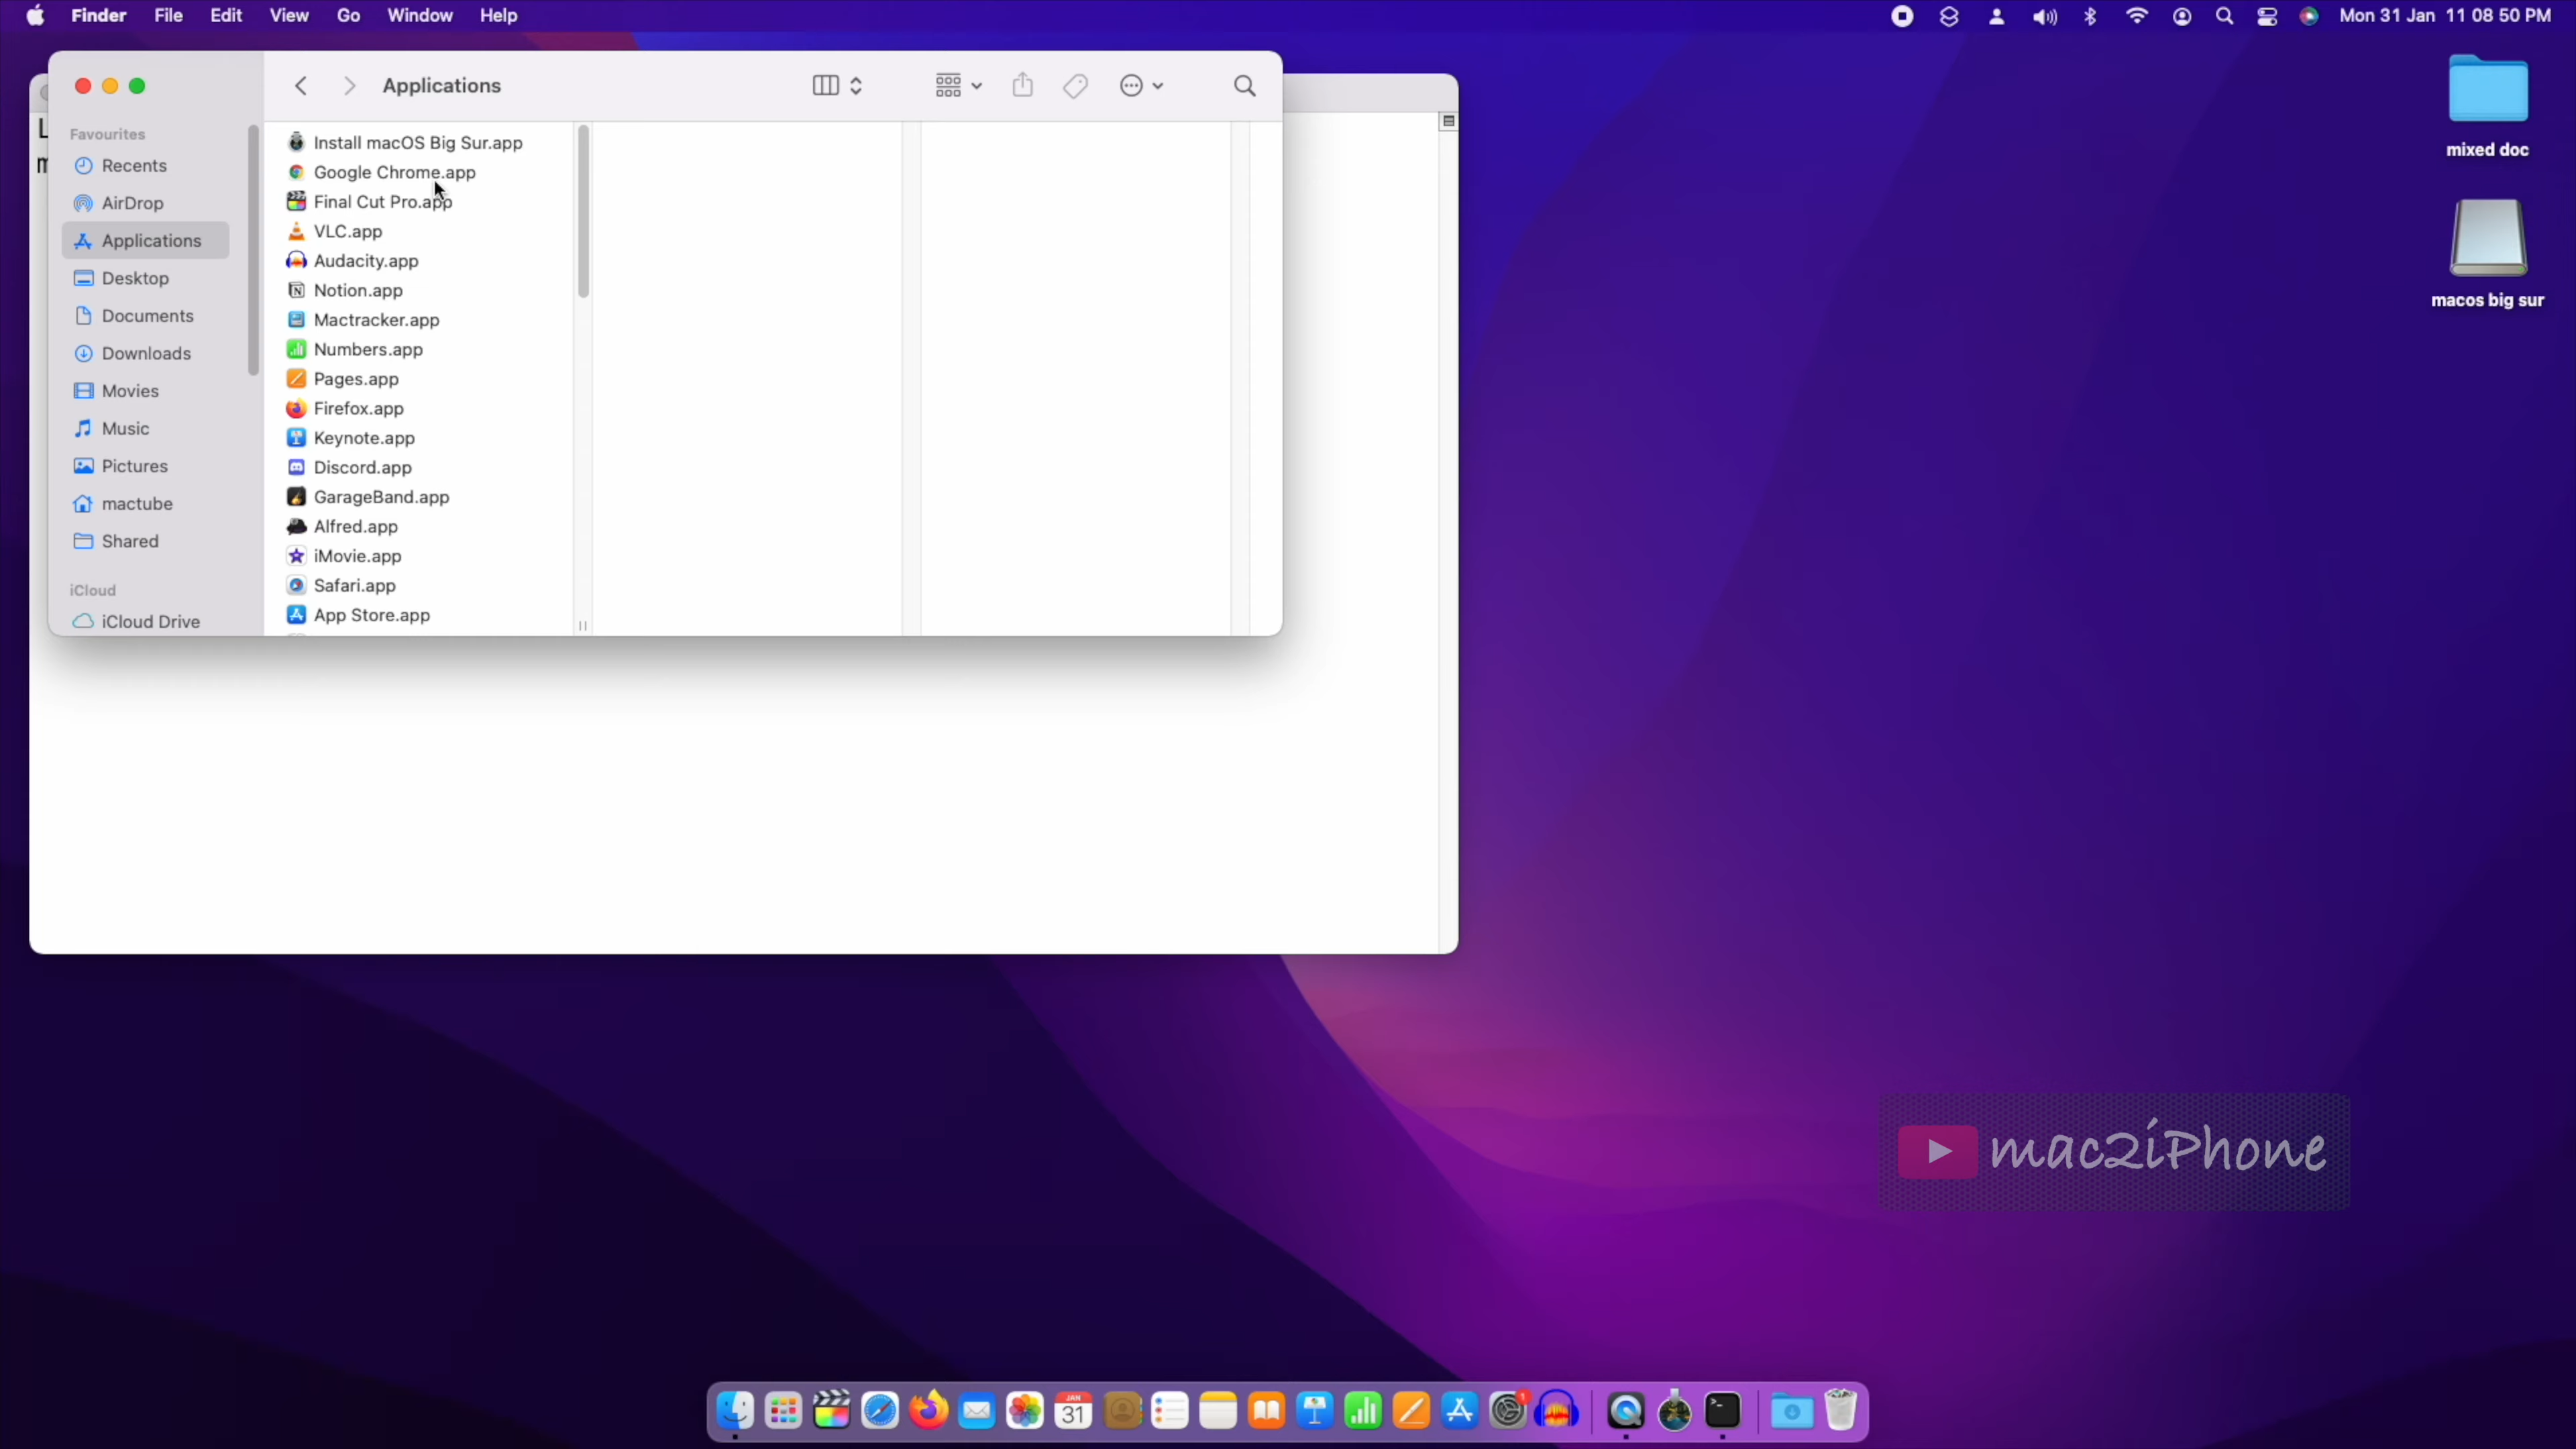 Finder File Edit View Go Window Help
Mon 31 Jan 11 08 50 PM
Applications
Favourites
Recents
AirDrop
Applications
Desktop
Documents
Downloads
Movies
Music
Pictures
mactube
Shared
iCloud
iCloud Drive
Install macOS Big Sur.app
Google Chrome.app
Final Cut Pro.app
VLC.app
Audacity.app
Notion.app
Mactracker.app
Numbers.app
Pages.app
Firefox.app
Keynote.app
Discord.app
GarageBand.app
Alfred.app
iMovie.app
Safari.app
App Store.app
mixed doc
macos big sur
mac2iPhone
JAN
31
1